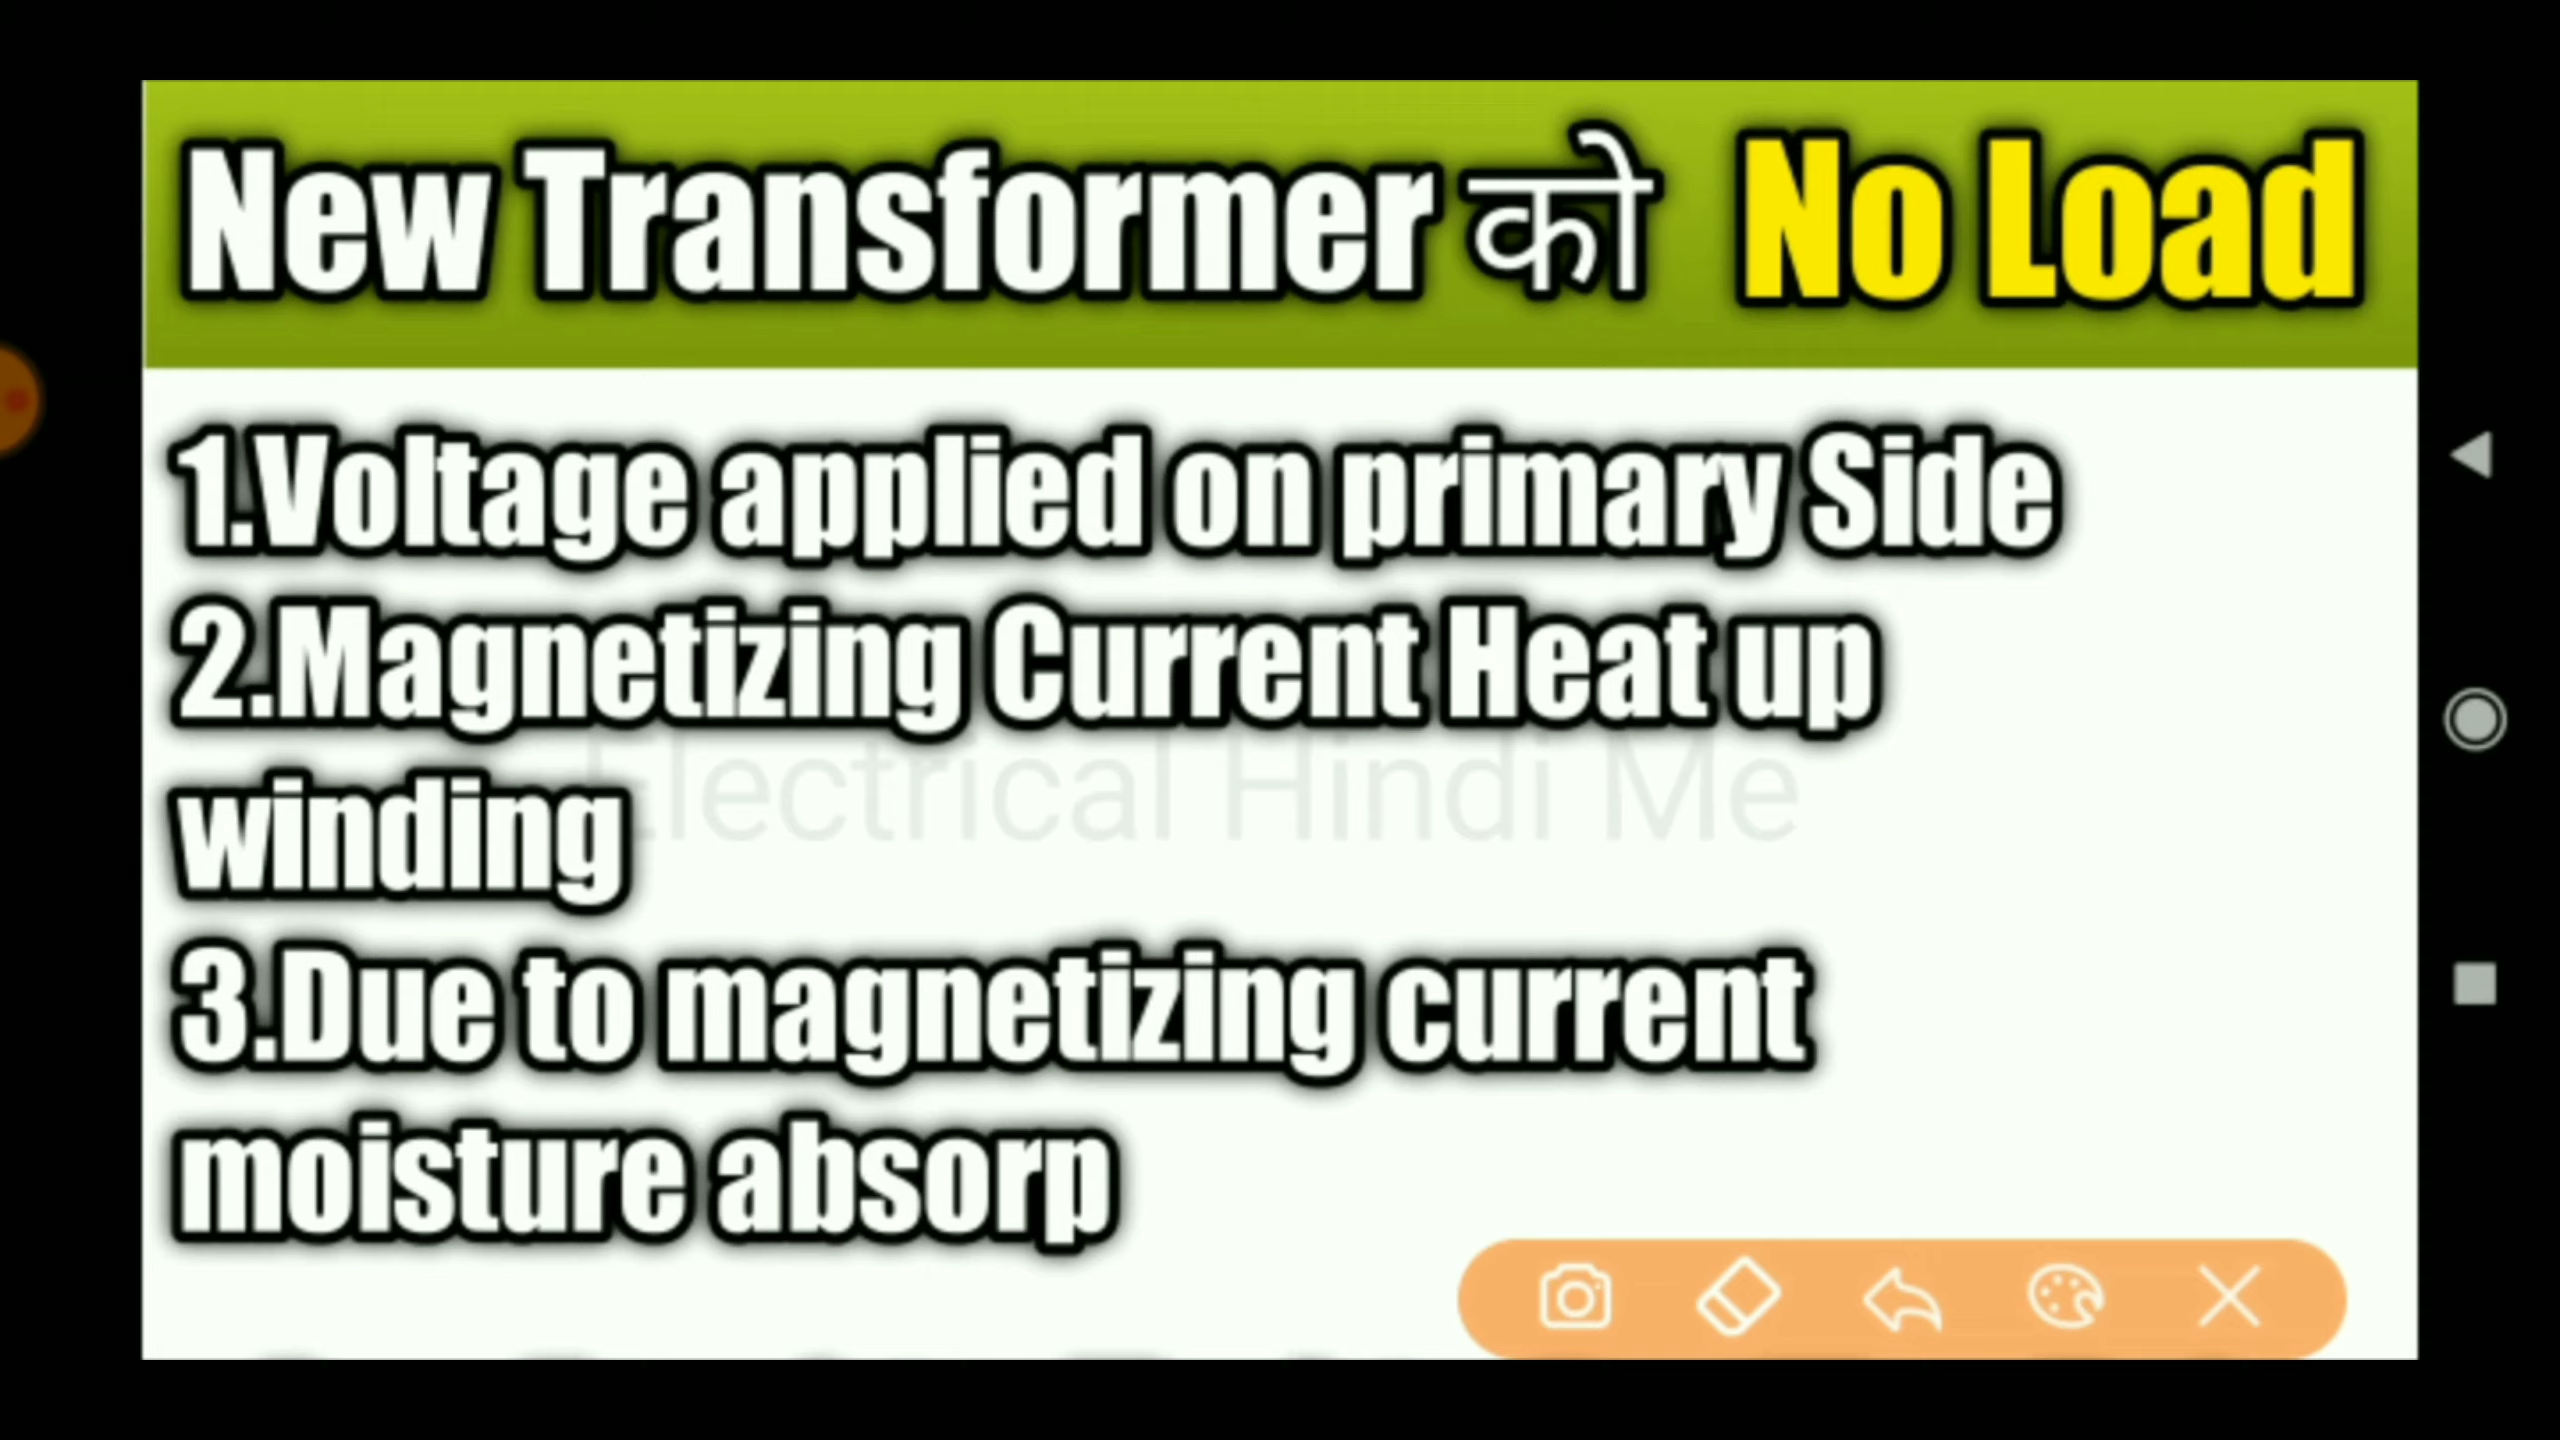 New Transformer को No Load
1.Voltage applied on primary Side
2.Magnetizing Current Heat up
winding
Electrical Hindi Me
3.Due to magnetizing current
moisture absorp